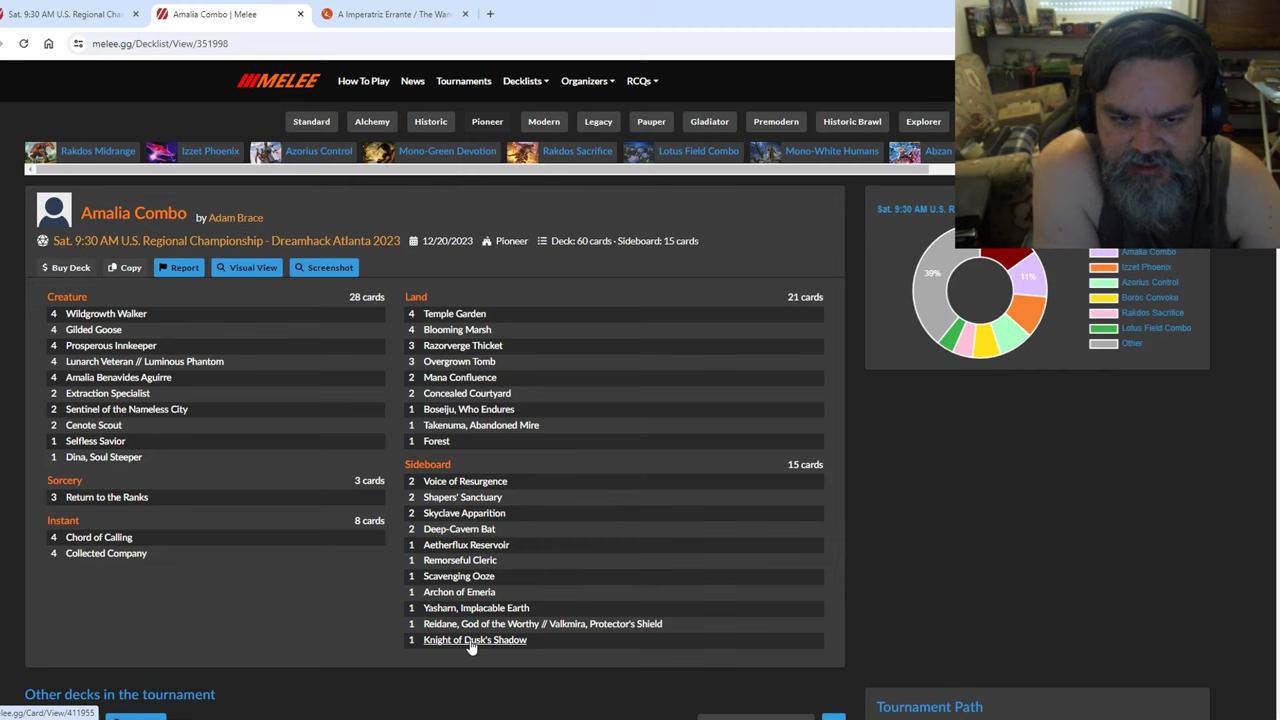 Sat. 9:30 AM U.S. Regional Cham
Amalia Combo | Melee
A Imperatriz Errante / The Wan
melee.gg/Decklist/View/351998
MELEE
How To Play
News
Tournaments
Decklists
Organizers
RCQs
Standard
Alchemy
Historic
Pioneer
Modern
Legacy
Pauper
Gladiator
Premodern
Historic Brawl
Explorer
Rakdos Midrange
Izzet Phoenix
Azorius Control
Mono-Green Devotion
Rakdos Sacrifice
Lotus Field Combo
Mono-White Humans
Abzan
Amalia Combo by Adam Brace
Sat. 9:30 AM U.S. Regional Championship - Dreamhack Atlanta 2023
12/20/2023
Pioneer
Deck: 60 cards - Sideboard: 15 cards
$ Buy Deck
Copy
Report
Visual View
Screenshot
Creature 28 cards
4 Wildgrowth Walker
4 Gilded Goose
4 Prosperous Innkeeper
4 Lunarch Veteran // Luminous Phantom
4 Amalia Benavides Aguirre
2 Extraction Specialist
2 Sentinel of the Nameless City
2 Cenote Scout
1 Selfless Savior
1 Dina, Soul Steeper
Sorcery 3 cards
3 Return to the Ranks
Instant 8 cards
4 Chord of Calling
4 Collected Company
Land 21 cards
4 Temple Garden
4 Blooming Marsh
3 Razorverge Thicket
3 Overgrown Tomb
2 Mana Confluence
2 Concealed Courtyard
1 Boseiju, Who Endures
1 Takenuma, Abandoned Mire
1 Forest
Sideboard 15 cards
2 Voice of Resurgence
2 Shapers' Sanctuary
2 Skyclave Apparition
2 Deep-Cavern Bat
1 Aetherflux Reservoir
1 Remorseful Cleric
1 Scavenging Ooze
1 Archon of Emeria
1 Yasharn, Implacable Earth
1 Reidane, God of the Worthy // Valkmira, Protector's Shield
1 Knight of Dusk's Shadow
Sat. 9:30 AM U.S. R
39%
11%
Amalia Combo
Izzet Phoenix
Azorius Control
Boros Convoke
Rakdos Sacrifice
Lotus Field Combo
Other
Other decks in the tournament
Tournament Path
elee.gg/Card/View/411955